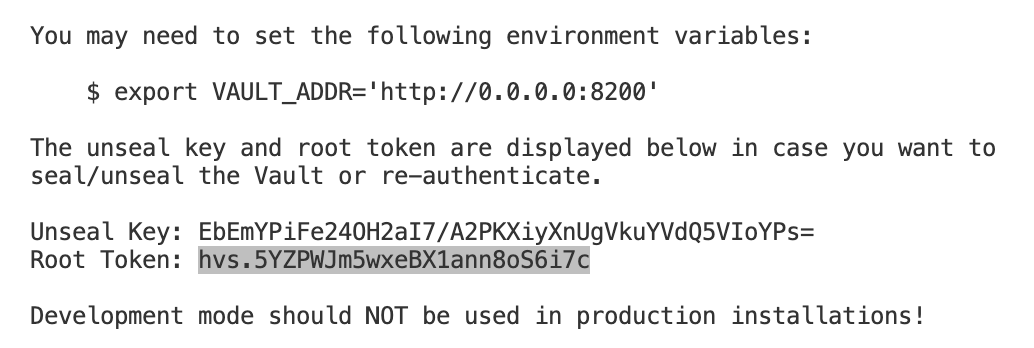 You may need to set the following environment variables:
$ export VAULT_ADDR='http://0.0.0.0:8200'
The unseal key and root token are displayed below in case you want to
seal/unseal the Vault or re-authenticate.
Unseal Key: EbEmYPiFe24OH2aI7/A2PKXiyXnUgVkuYVdQ5VIoYPs=
Root Token: hvs.5YZPWJm5wxeBX1ann8oS6i7c
Development mode should NOT be used in production installations!